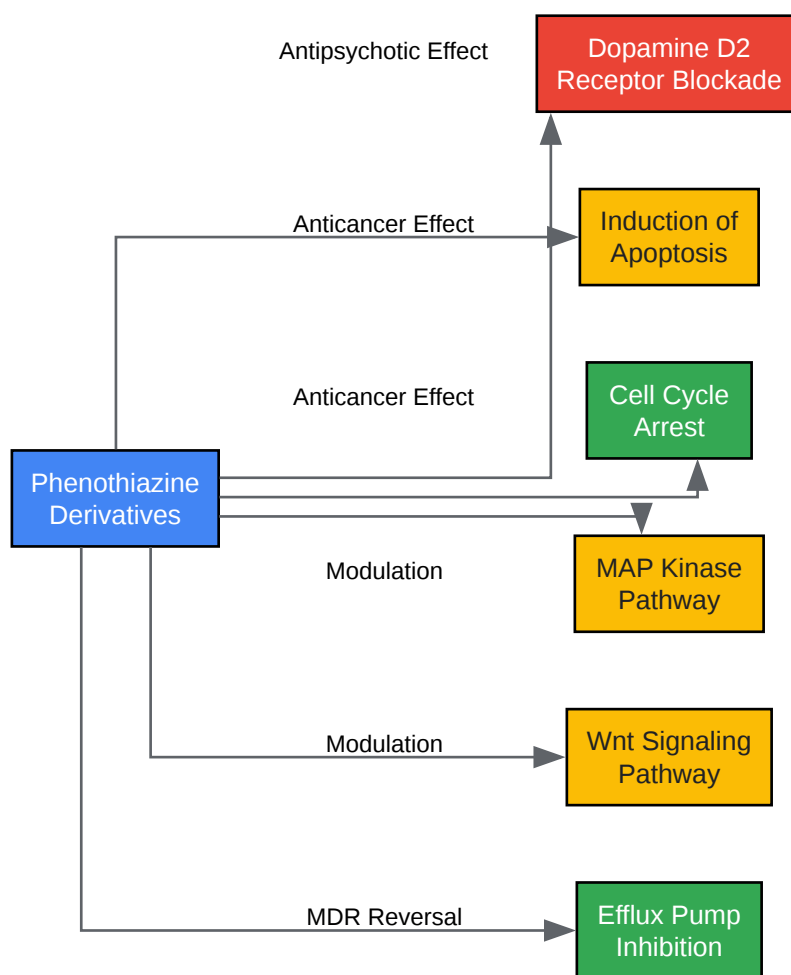 Antipsychotic Effect
Dopamine D2
Receptor Blockade
Anticancer Effect
Induction of
Apoptosis
Anticancer Effect
Cell Cycle
Arrest
Phenothiazine
Derivatives
Modulation
MAP Kinase
Pathway
Modulation
Wnt Signaling
Pathway
MDR Reversal
Efflux Pump
Inhibition